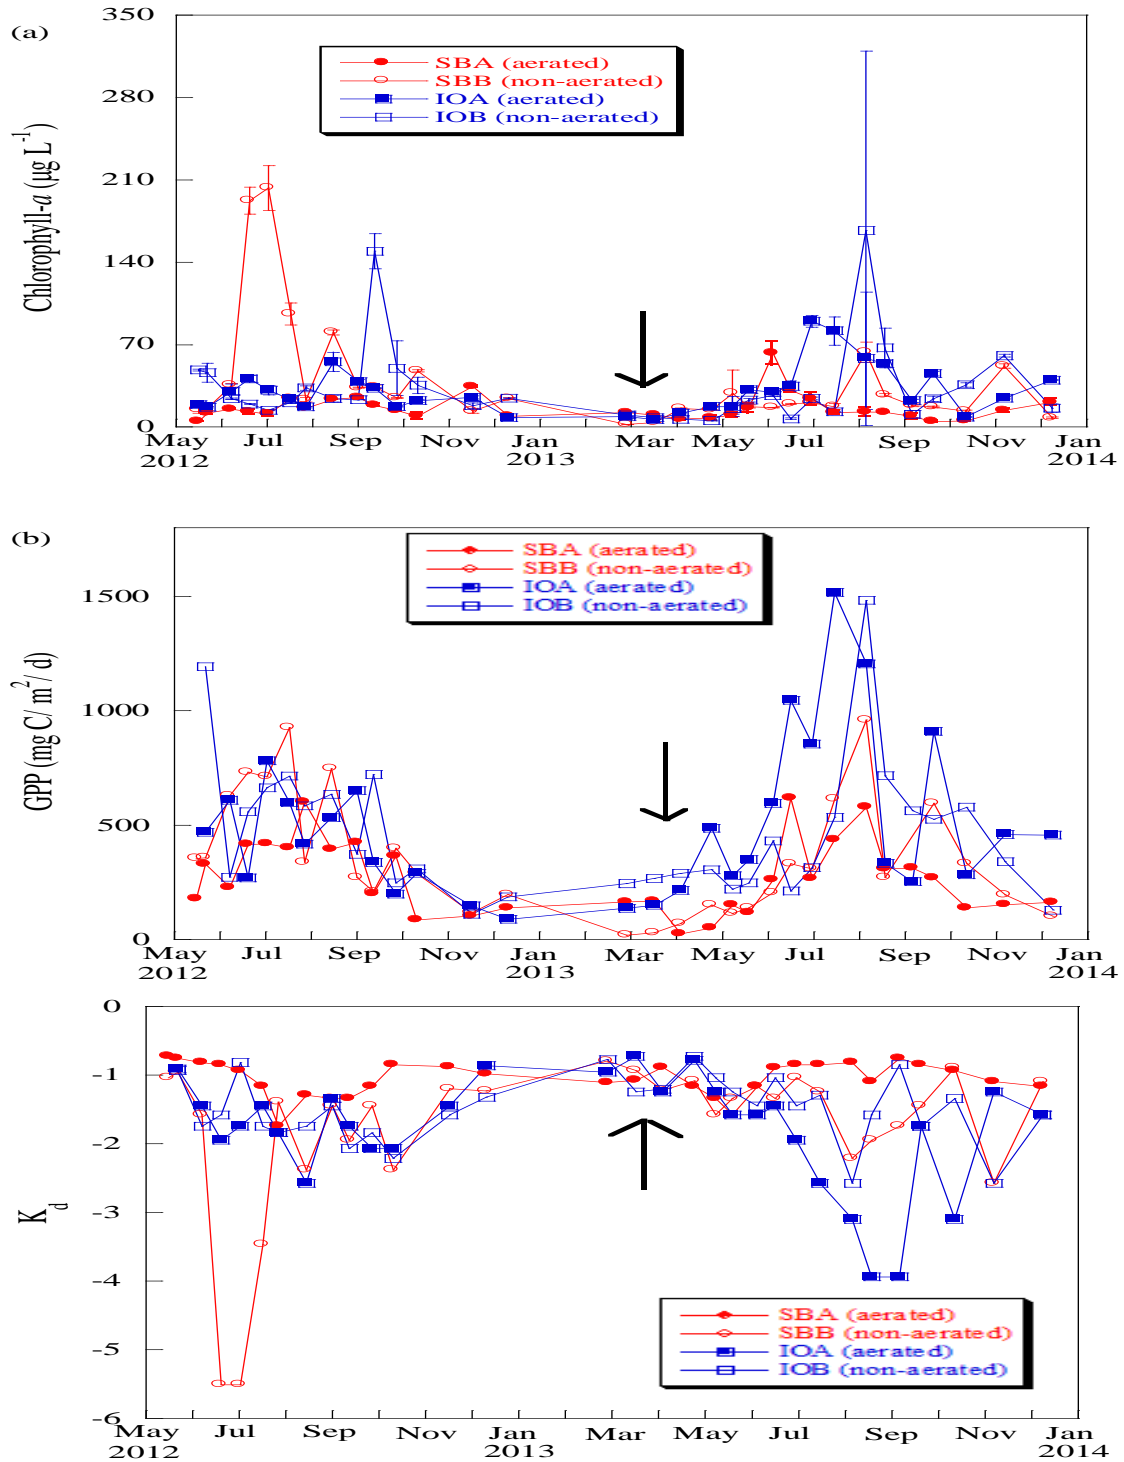 (a)
350
280
210
140
70
0
Chlorophyll-a (µg L⁻¹)
SBA (aerated)
SBB (non-aerated)
IOA (aerated)
IOB (non-aerated)
May Jul Sep Nov Jan Mar May Jul Sep Nov Jan
2012 2013 2014
(b)
1500
1000
500
0
GPP (mg C/ m²/ d)
SBA (aerated)
SBB (non-aerated)
IOA (aerated)
IOB (non-aerated)
May Jul Sep Nov Jan Mar May Jul Sep Nov Jan
2012 2013 2014
0
-1
-2
-3
-4
-5
-6
K_d
SBA (aerated)
SBB (non-aerated)
IOA (aerated)
IOB (non-aerated)
May Jul Sep Nov Jan Mar May Jul Sep Nov Jan
2012 2013 2014